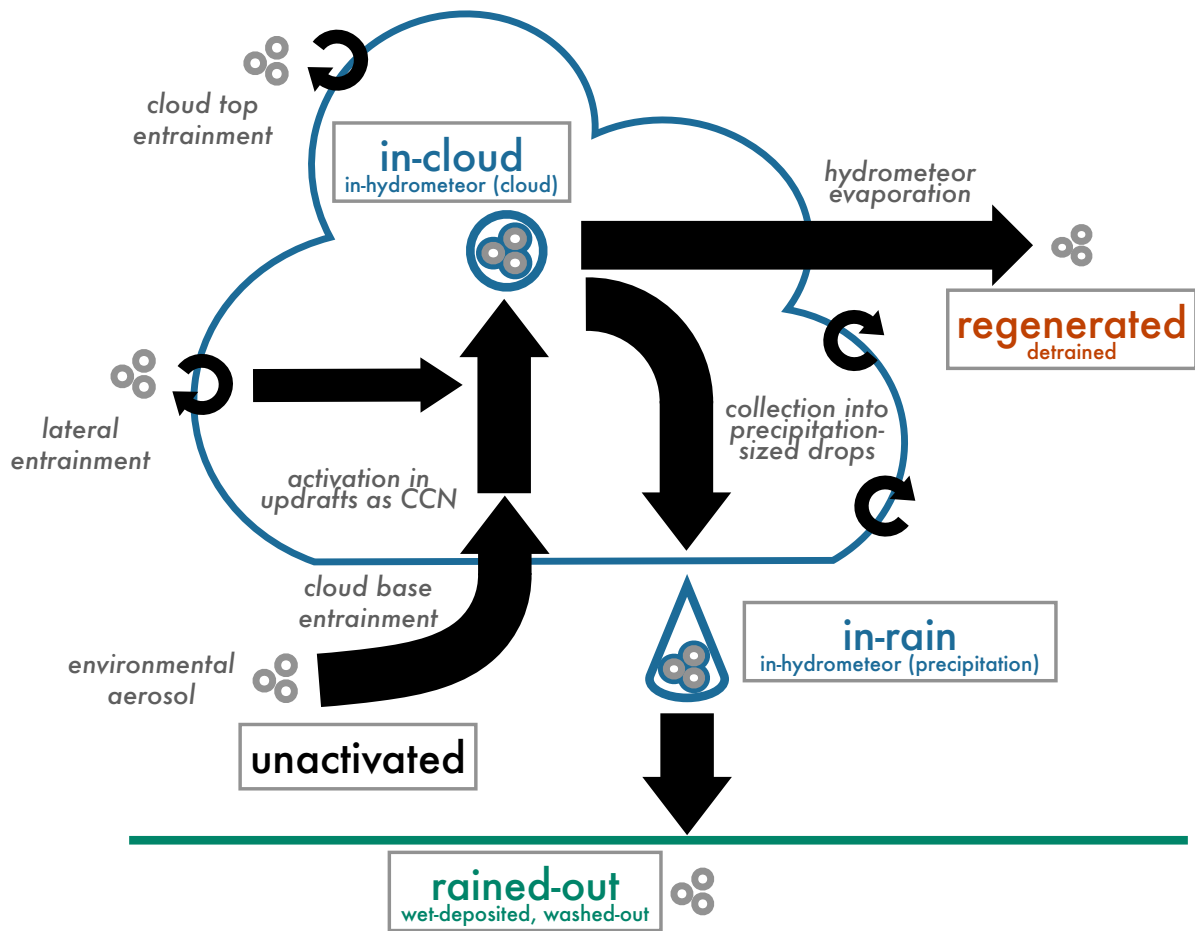 cloud top
entrainment
in-cloud
in-hydrometeor (cloud)
hydrometeor
evaporation
regenerated
detrained
lateral
entrainment
collection into
precipitation-
sized drops
activation in
updrafts as CCN
cloud base
entrainment
environmental
aerosol
in-rain
in-hydrometeor (precipitation)
unactivated
rained-out
wet-deposited, washed-out